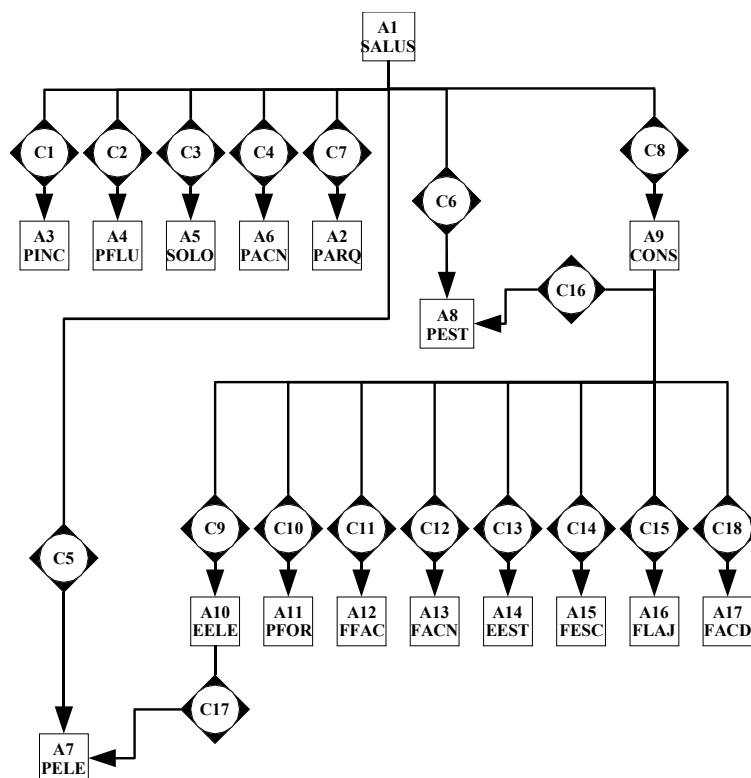 A1
SALUS
C1
C2
C3
C4
C7
C6
C8
A3
PINC
A4
PFLU
A5
SOLO
A6
PACN
A2
PARQ
A9
CONS
C16
A8
PEST
C9
C10
C11
C12
C13
C14
C15
C18
C5
A10
EELE
A11
PFOR
A12
FFAC
A13
FACN
A14
EEST
A15
FESC
A16
FLAJ
A17
FACD
C17
A7
PELE